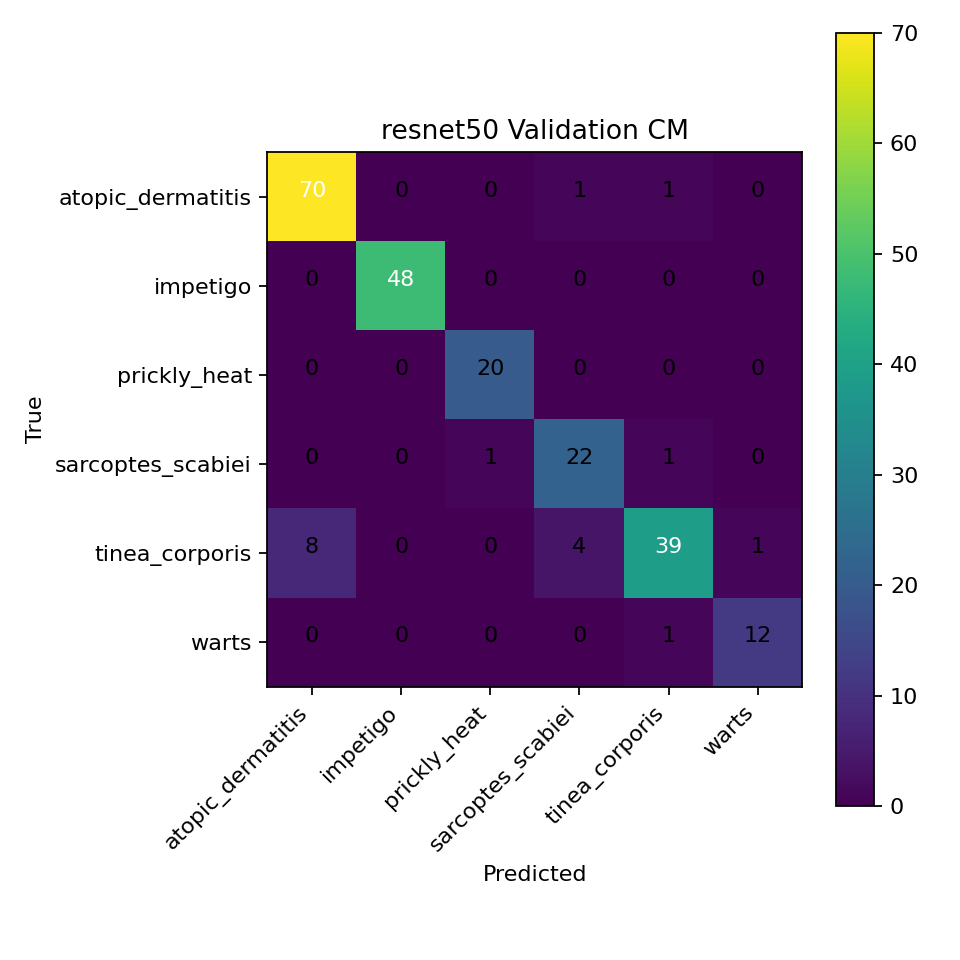 resnet50 Validation CM
True
atopic_dermatitis 70 0 0 1 1 0
impetigo 0 48 0 0 0 0
prickly_heat 0 0 20 0 0 0
sarcoptes_scabiei 0 0 1 22 1 0
tinea_corporis 8 0 0 4 39 1
warts 0 0 0 0 1 12
atopic_dermatitis impetigo prickly_heat sarcoptes_scabiei tinea_corporis warts
Predicted
70
60
50
40
30
20
10
0